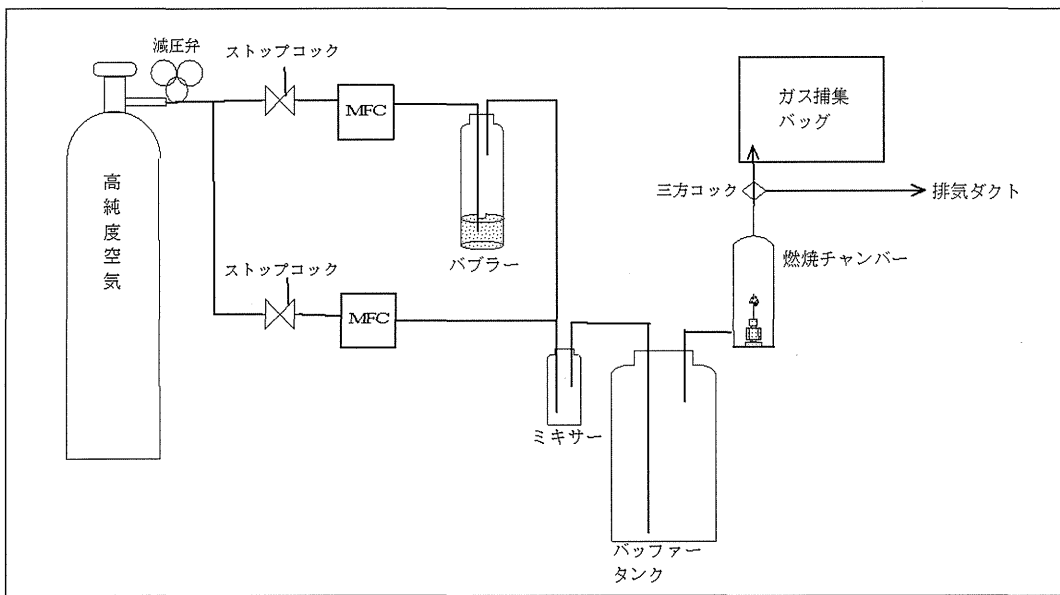 減圧弁
ストップコック
MFC
高純度空気
バブラー
ストップコック
MFC
ミキサー
バッファー
タンク
ガス捕集
バッグ
三方コック
排気ダクト
燃焼チャンバー